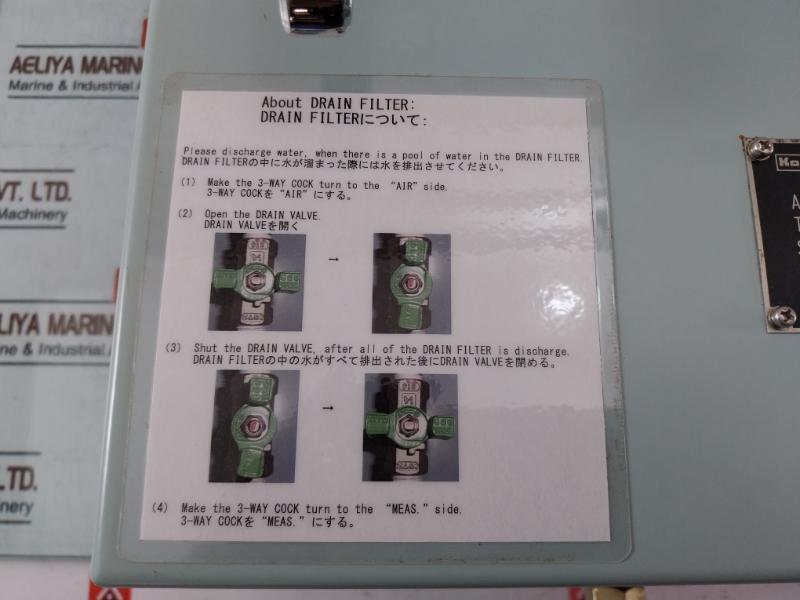 AELIYA MARIN
Marine & Industrial
VT. LTD.
Machinery
LIYA MARIN
ne & Industrial
TD.
nery
About DRAIN FILTER:
DRAIN FILTERについて:
Please discharge water, when there is a pool of water in the DRAIN FILTER.
DRAIN FILTERの中に水が溜まった際には水を排出させてください。
(1) Make the 3-WAY COCK turn to the “AIR” side.
3-WAY COCKを “AIR” にする。
(2) Open the DRAIN VALVE.
DRAIN VALVEを開く
→
(3) Shut the DRAIN VALVE, after all of the DRAIN FILTER is discharge.
DRAIN FILTERの中の水がすべて排出された後にDRAIN VALVEを閉める。
→
(4) Make the 3-WAY COCK turn to the “MEAS.” side.
3-WAY COCKを “MEAS.” にする。
Ko
A
T
S